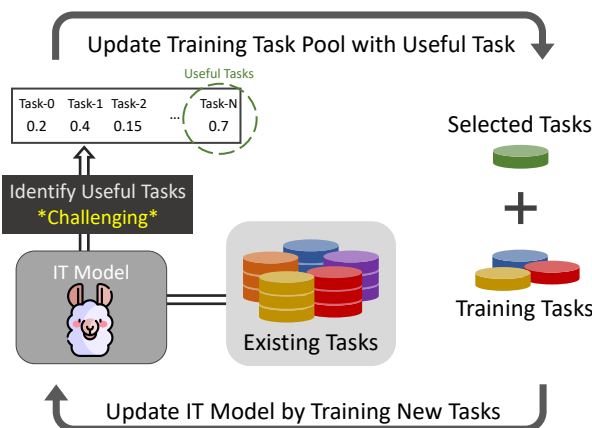 Update Training Task Pool with Useful Task
Useful Tasks
Task-0 Task-1 Task-2 ... Task-N
0.2 0.4 0.15 0.7
Selected Tasks
Identify Useful Tasks
*Challenging*
+
IT Model
Existing Tasks
Training Tasks
Update IT Model by Training New Tasks